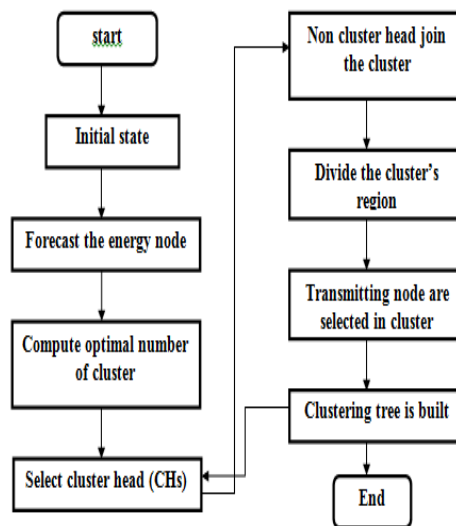 start
Initial state
Forecast the energy node
Compute optimal number
of cluster
Select cluster head (CHs)
Non cluster head join
the cluster
Divide the cluster's
region
Transmitting node are
selected in cluster
Clustering tree is built
End